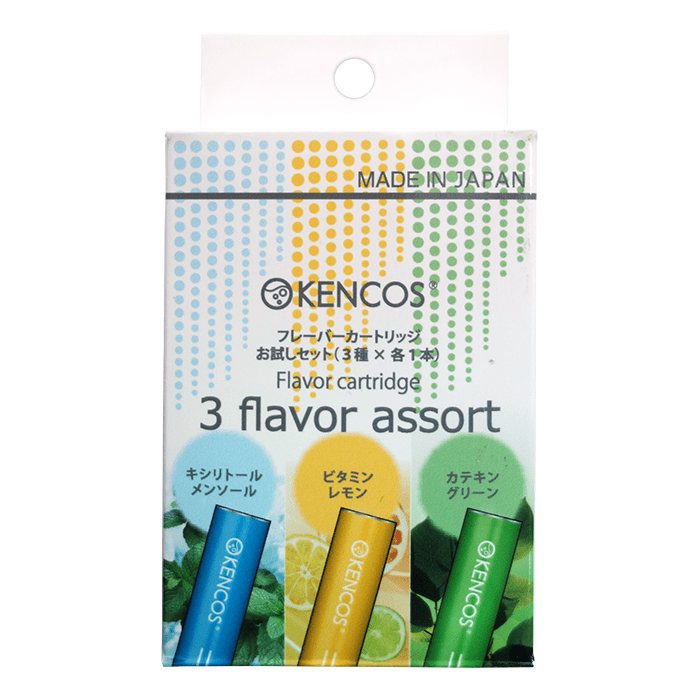 MADE IN JAPAN
KENCOS®
フレーバーカートリッジ
お試しセット(3種×各1本)
Flavor cartridge
3 flavor assort
キシリトール
メンソール
ビタミン
レモン
カテキン
グリーン
KENCOS®
KENCOS®
KENCOS®